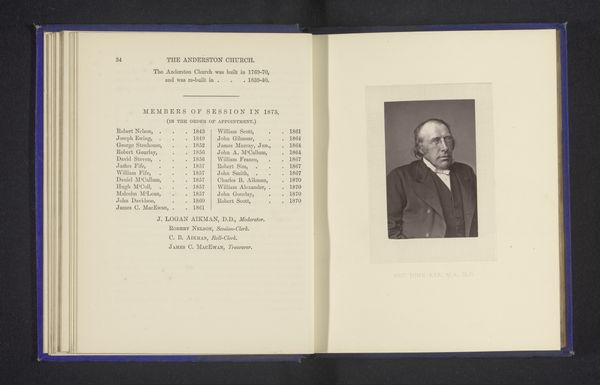 34 THE ANDERSTON CHURCH.
The Anderston Church was built in 1769-70,
and was re-built in . . . 1839-40.
MEMBERS OF SESSION IN 1875.
(IN THE ORDER OF APPOINTMENT.)
Robert Nelson, . . . 1843
Joseph Ewing, . . . 1849
George Stenhouse, . . 1852
Robert Gourlay, . . 1856
David Steven, . . . 1856
James Fife, . . . 1857
William Fife, . . . 1857
Daniel M'Callum, . . 1857
Hugh M'Coll, . . . 1857
Malcolm M'Lean, . . 1857
John Davidson, . . . 1860
James C. MacEwan, . . 1861
William Scott, . . 1861
John Gilmour, . . 1864
James Murray, Jun., . 1864
John A. M'Callum, . 1864
William France, . . 1867
Robert Sim, . . 1867
John Smith, . . 1867
Charles B. Aikman, . 1870
William Alexander, . 1870
John Gourlay, . . 1870
Robert Scott, . . 1870
J. LOGAN AIKMAN, D.D., Moderator.
ROBERT NELSON, Session-Clerk.
C. B. AIKMAN, Roll-Clerk.
JAMES C. MACEWAN, Treasurer.